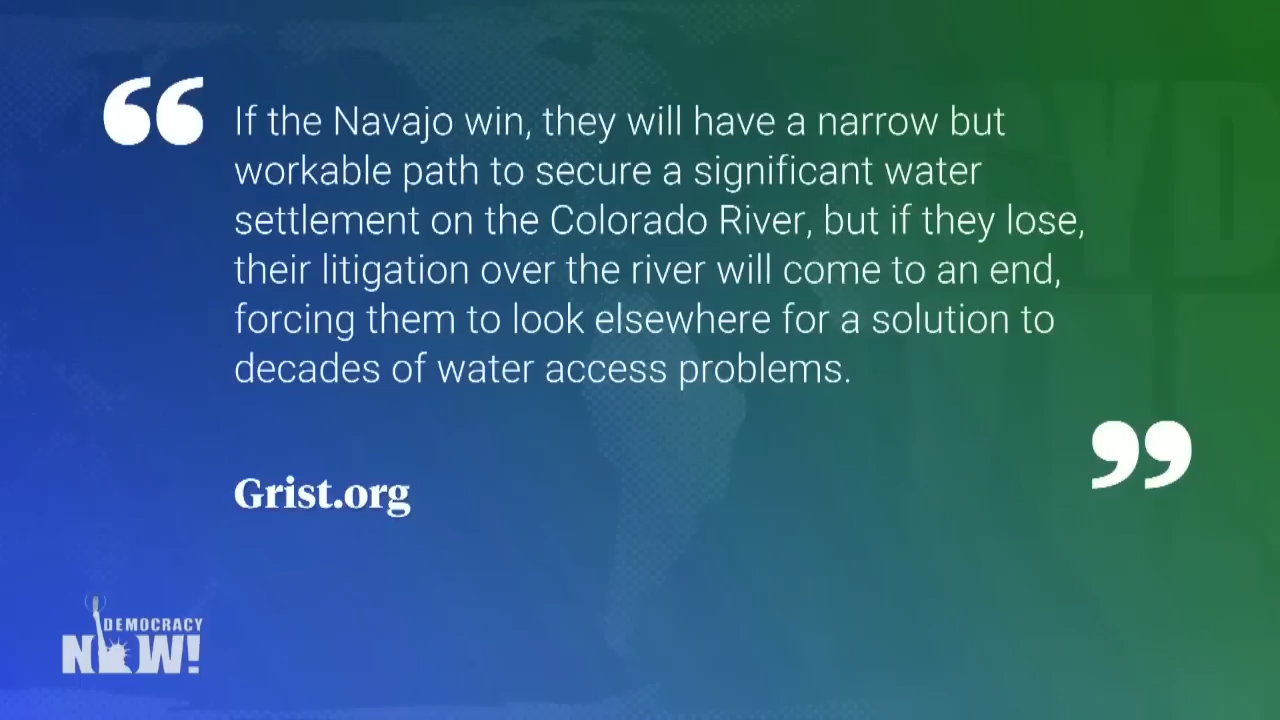 “If the Navajo win, they will have a narrow but
workable path to secure a significant water
settlement on the Colorado River, but if they lose,
their litigation over the river will come to an end,
forcing them to look elsewhere for a solution to
decades of water access problems.”
Grist.org
DEMOCRACY
NOW!